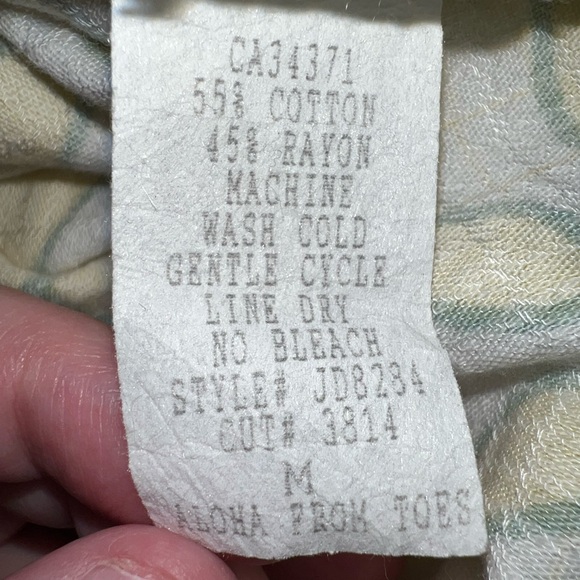 CA34371
55% COTTON
45% RAYON
MACHINE
WASH COLD
GENTLE CYCLE
LINE DRY
NO BLEACH
STYLE# JD8284
CUT# 3814
M
ALOHA FROM TOES